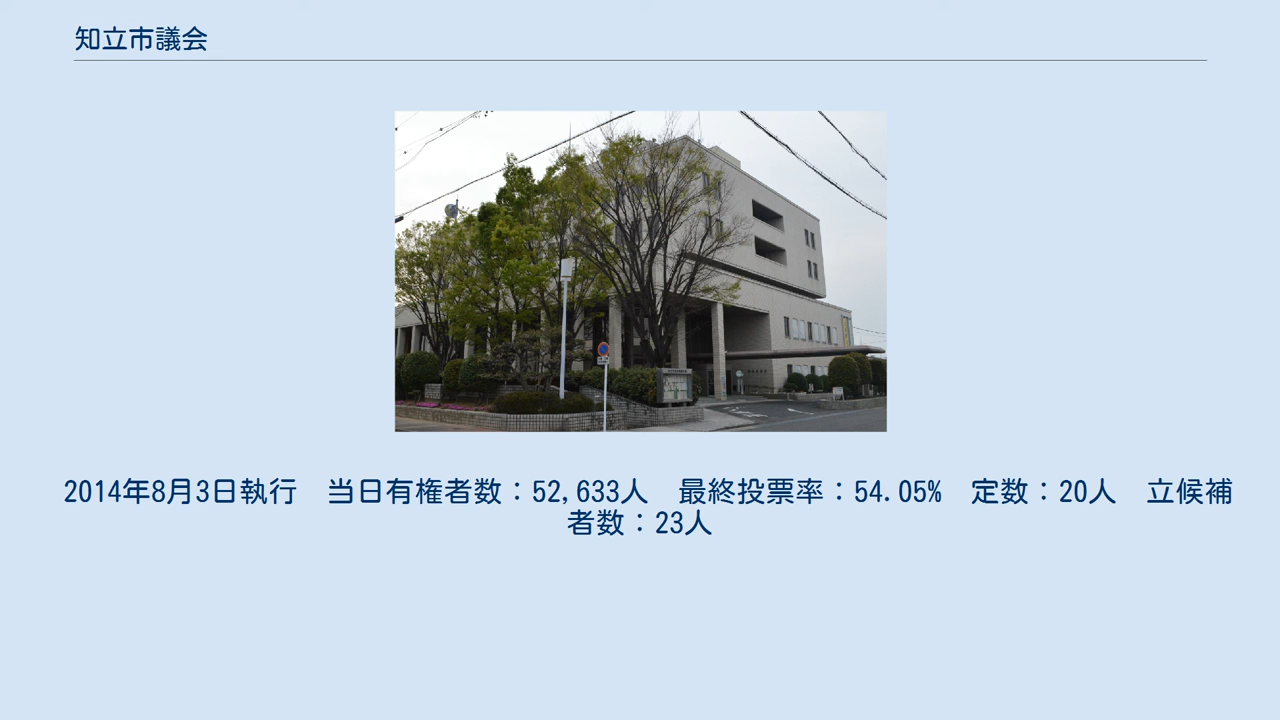 知立市議会
2014年8月3日執行　当日有権者数：52,633人　最終投票率：54.05%　定数：20人　立候補
者数：23人